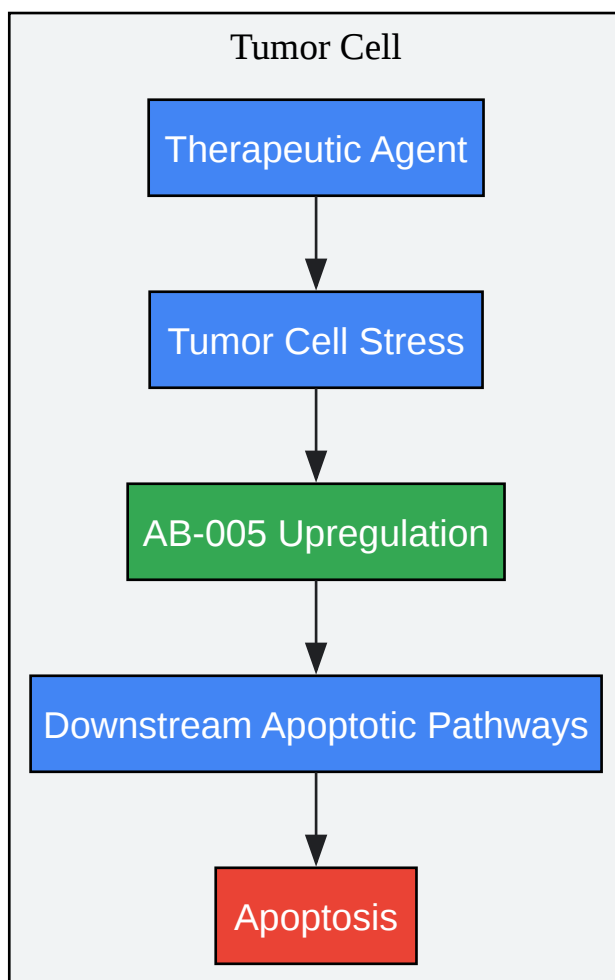 Tumor Cell
Therapeutic Agent
Tumor Cell Stress
AB-005 Upregulation
Downstream Apoptotic Pathways
Apoptosis